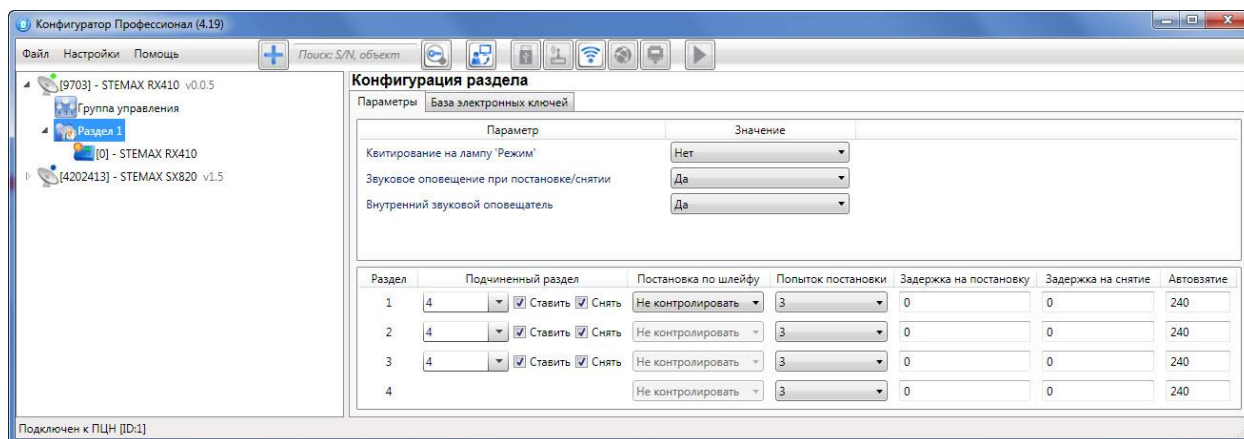 Конфигуратор Профессионал (4.19)
Файл Настройки Помощь Поиск: S/N, объект
[9703] - STEMAX RX410 v0.0.5
Группа управления
Раздел 1
[0] - STEMAX RX410
[4202413] - STEMAX SX820 v1.5
Конфигурация раздела
Параметры База электронных ключей
Параметр Значение
Квитирование на лампу 'Режим' Нет
Звуковое оповещение при постановке/снятии Да
Внутренний звуковой оповещатель Да
Раздел Подчиненный раздел Постановка по шлейфу Попыток постановки Задержка на постановку Задержка на снятие Автовзятие
1 4 Ставить Снять Не контролировать 3 0 0 240
2 4 Ставить Снять Не контролировать 3 0 0 240
3 4 Ставить Снять Не контролировать 3 0 0 240
4 Не контролировать 3 0 0 240
Подключен к ПЦН [ID:1]